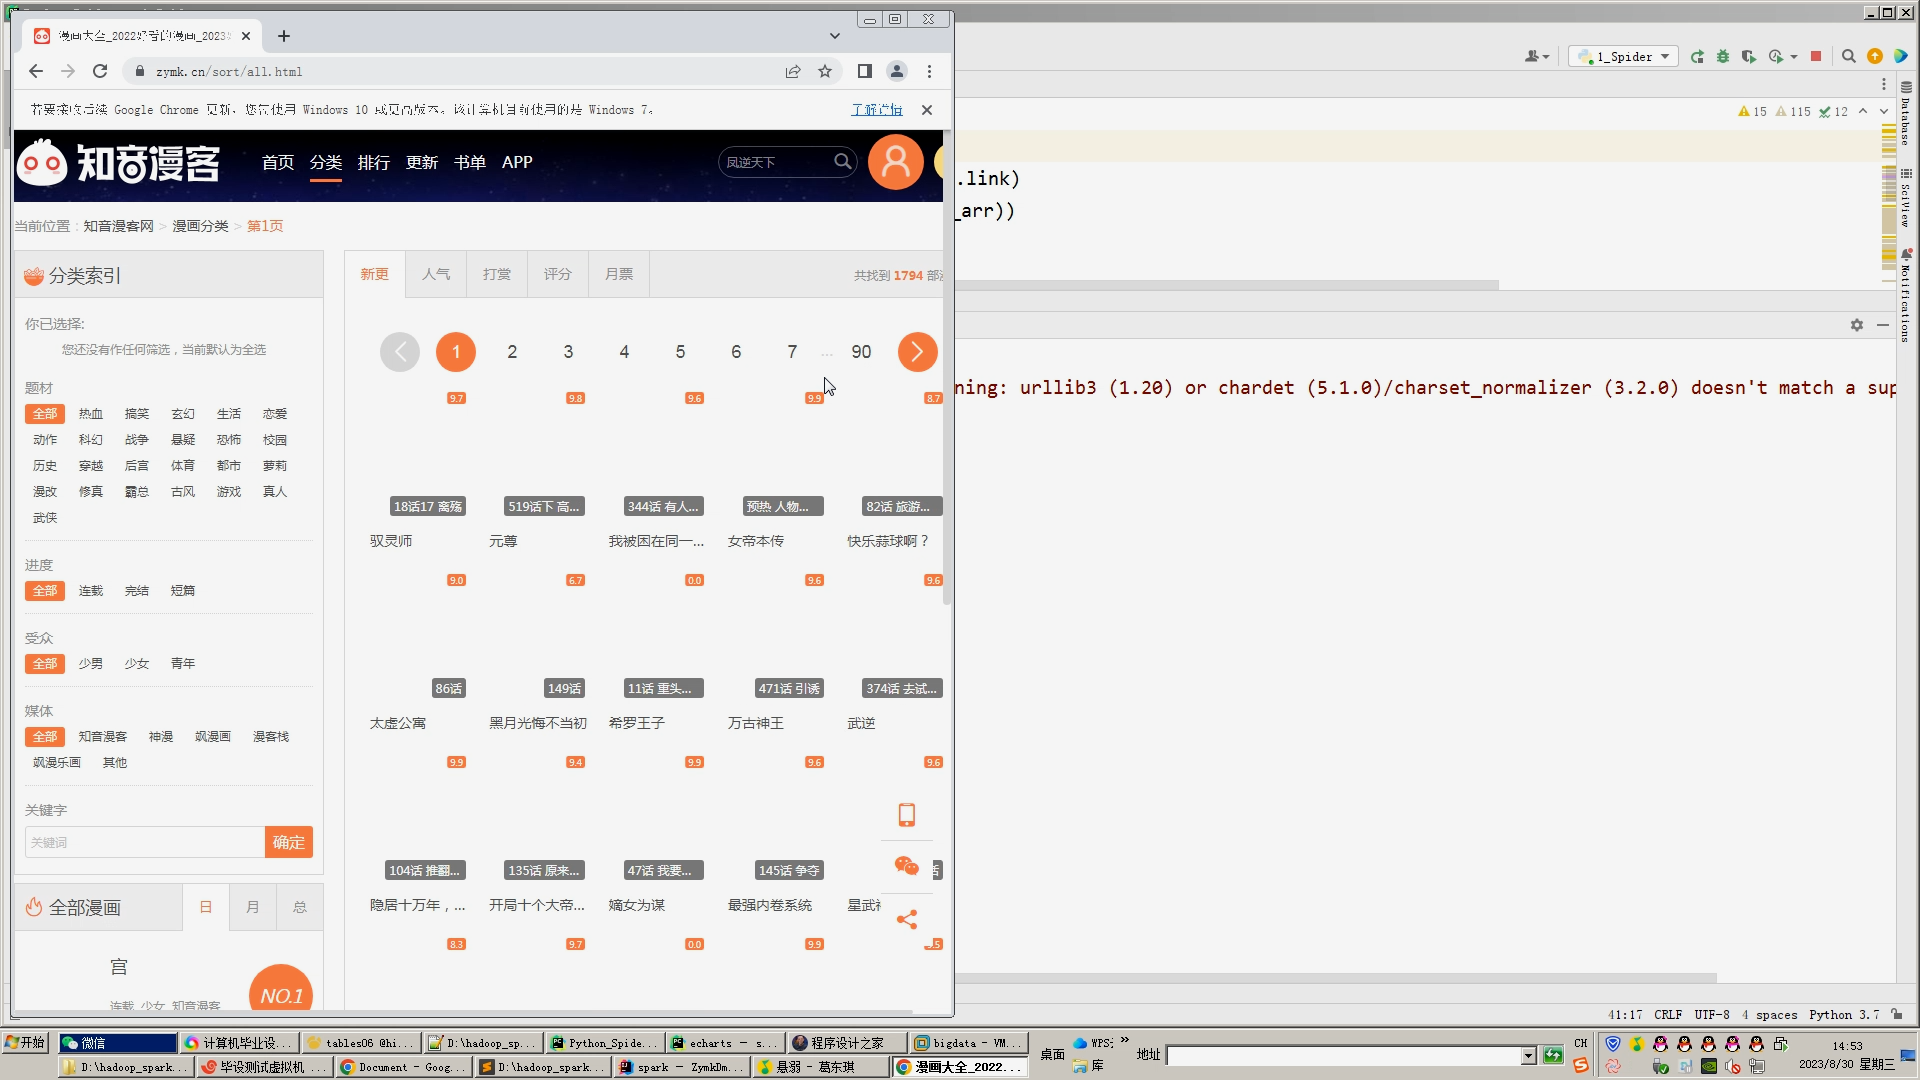 漫画大全_2022好看的漫画_2023
zymk.cn/sort/all.html
若要接收后续 Google Chrome 更新，您需使用 Windows 10 或更高版本。该计算机目前使用的是 Windows 7。
了解详情
知音漫客
首页 分类 排行 更新 书单 APP
凤逆天下
当前位置：知音漫客网 > 漫画分类 > 第1页
分类索引
你已选择:
您还没有作任何筛选，当前默认为全选
题材
全部 热血 搞笑 玄幻 生活 恋爱
动作 科幻 战争 悬疑 恐怖 校园
历史 穿越 后宫 体育 都市 萝莉
漫改 修真 霸总 古风 游戏 真人
武侠
进度
全部 连载 完结 短篇
受众
全部 少男 少女 青年
媒体
全部 知音漫客 神漫 飒漫画 漫客栈
飒漫乐画 其他
关键字
关键词 确定
全部漫画 日 月 总
宫
连载 少女 知音漫客
NO.1
新更 人气 打赏 评分 月票 共找到 1794 部
1 2 3 4 5 6 7 ... 90
9.7 9.8 9.6 9.9 8.7
18话17 离殇 519话下 高... 344话 有人... 预热 人物... 82话 旅游...
驭灵师 元尊 我被困在同一... 女帝本传 快乐蒜球啊？
9.0 6.7 0.0 9.6 9.6
86话 149话 11话 重头... 471话 引诱 374话 去试...
太虚公寓 黑月光悔不当初 希罗王子 万古神王 武逆
9.9 9.4 9.9 9.6 9.6
104话 推翻... 135话 原来... 47话 我要... 145话 争夺 话
隐居十万年，... 开局十个大帝... 嫡女为谋 最强内卷系统 星武
8.3 9.7 0.0 9.9 .5
1_Spider
15 115 12
.link)
_arr))
Database
SciView
Notifications
ning: urllib3 (1.20) or chardet (5.1.0)/charset_normalizer (3.2.0) doesn't match a sup
41:17 CRLF UTF-8 4 spaces Python 3.7
开始 微信 计算机毕业设... tables06 @hi... D:\hadoop_sp... Python_Spide... echarts – s... 程序设计之家 bigdata - VM...
D:\hadoop_spark... 毕设测试虚拟机 ... Document - Goog... D:\hadoop_spark... spark – ZymkDm... 悬弱 - 葛东琪 漫画大全_2022...
桌面 WPS 库 地址
CH
14:53
2023/8/30 星期三